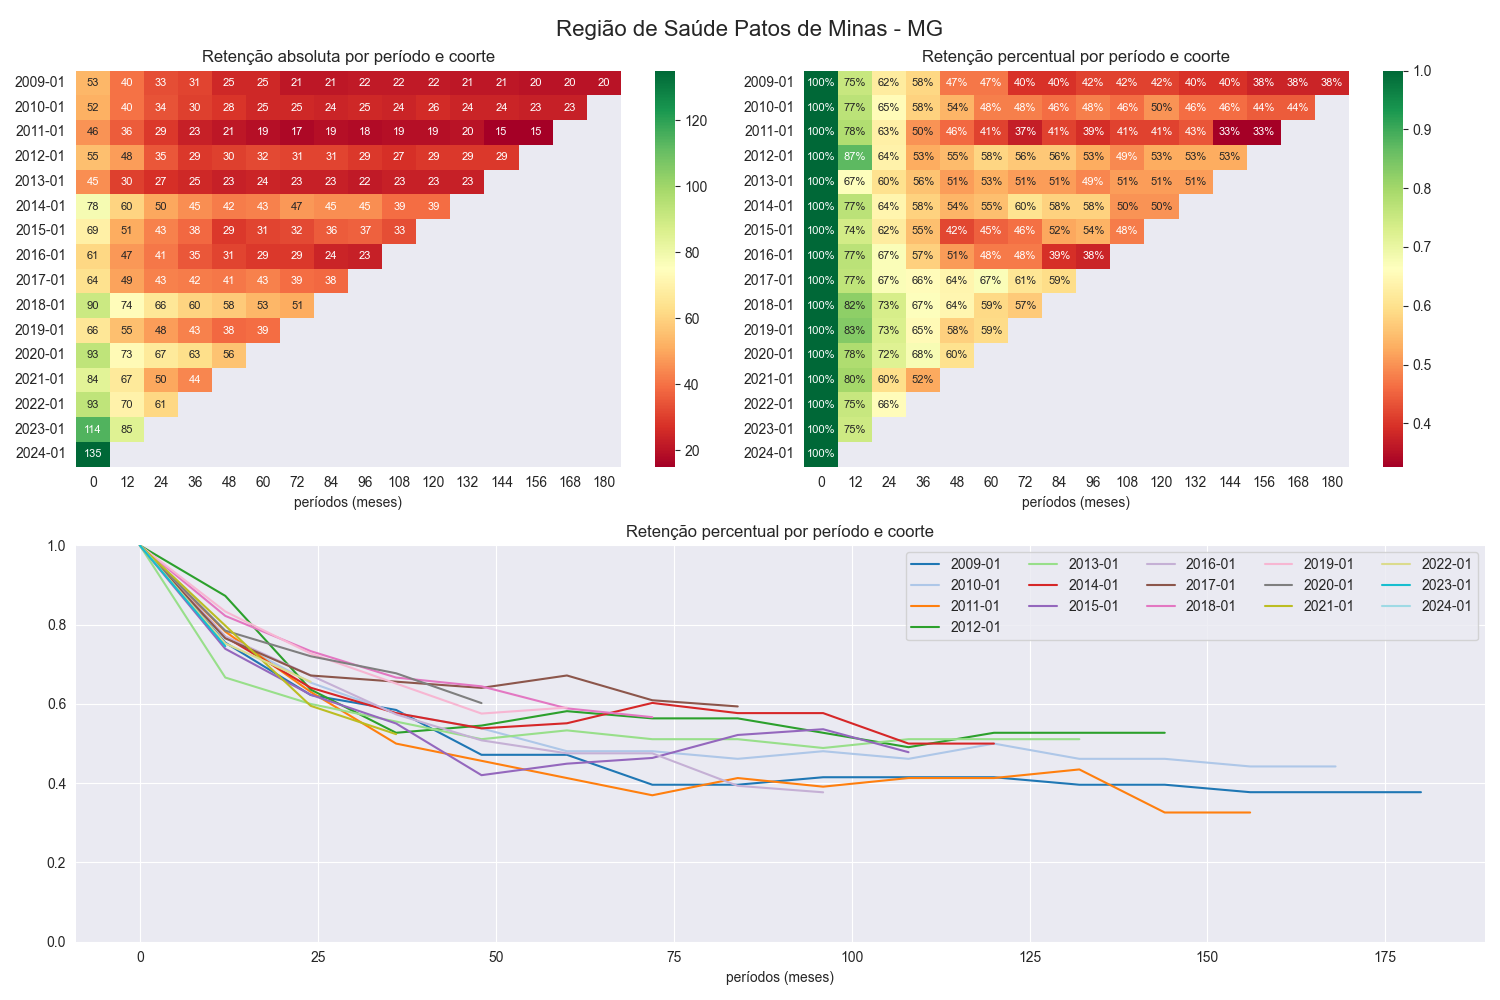 Região de Saúde Patos de Minas - MG
Retenção absoluta por período e coorte
2009-01 53 40 33 31 25 25 21 21 22 22 22 21 21 20 20 20
2010-01 52 40 34 30 28 25 25 24 25 24 26 24 24 23 23
2011-01 46 36 29 23 21 19 17 19 18 19 19 20 15 15
2012-01 55 48 35 29 30 32 31 31 29 27 29 29 29
2013-01 45 30 27 25 23 24 23 23 22 23 23 23
2014-01 78 60 50 45 42 43 47 45 45 39 39
2015-01 69 51 43 38 29 31 32 36 37 33
2016-01 61 47 41 35 31 29 29 24 23
2017-01 64 49 43 42 41 43 39 38
2018-01 90 74 66 60 58 53 51
2019-01 66 55 48 43 38 39
2020-01 93 73 67 63 56
2021-01 84 67 50 44
2022-01 93 70 61
2023-01 114 85
2024-01 135
0 12 24 36 48 60 72 84 96 108 120 132 144 156 168 180
períodos (meses)
120
100
80
60
40
20
Retenção percentual por período e coorte
2009-01 100% 75% 62% 58% 47% 47% 40% 40% 42% 42% 42% 40% 40% 38% 38% 38%
2010-01 100% 77% 65% 58% 54% 48% 48% 46% 48% 46% 50% 46% 46% 44% 44%
2011-01 100% 78% 63% 50% 46% 41% 37% 41% 39% 41% 41% 43% 33% 33%
2012-01 100% 87% 64% 53% 55% 58% 56% 56% 53% 49% 53% 53% 53%
2013-01 100% 67% 60% 56% 51% 53% 51% 51% 49% 51% 51% 51%
2014-01 100% 77% 64% 58% 54% 55% 60% 58% 58% 50% 50%
2015-01 100% 74% 62% 55% 42% 45% 46% 52% 54% 48%
2016-01 100% 77% 67% 57% 51% 48% 48% 39% 38%
2017-01 100% 77% 67% 66% 64% 67% 61% 59%
2018-01 100% 82% 73% 67% 64% 59% 57%
2019-01 100% 83% 73% 65% 58% 59%
2020-01 100% 78% 72% 68% 60%
2021-01 100% 80% 60% 52%
2022-01 100% 75% 66%
2023-01 100% 75%
2024-01 100%
0 12 24 36 48 60 72 84 96 108 120 132 144 156 168 180
períodos (meses)
1.0
0.9
0.8
0.7
0.6
0.5
0.4
Retenção percentual por período e coorte
1.0
0.8
0.6
0.4
0.2
0.0
2009-01 2013-01 2016-01 2019-01 2022-01
2010-01 2014-01 2017-01 2020-01 2023-01
2011-01 2015-01 2018-01 2021-01 2024-01
2012-01
0 25 50 75 100 125 150 175
períodos (meses)